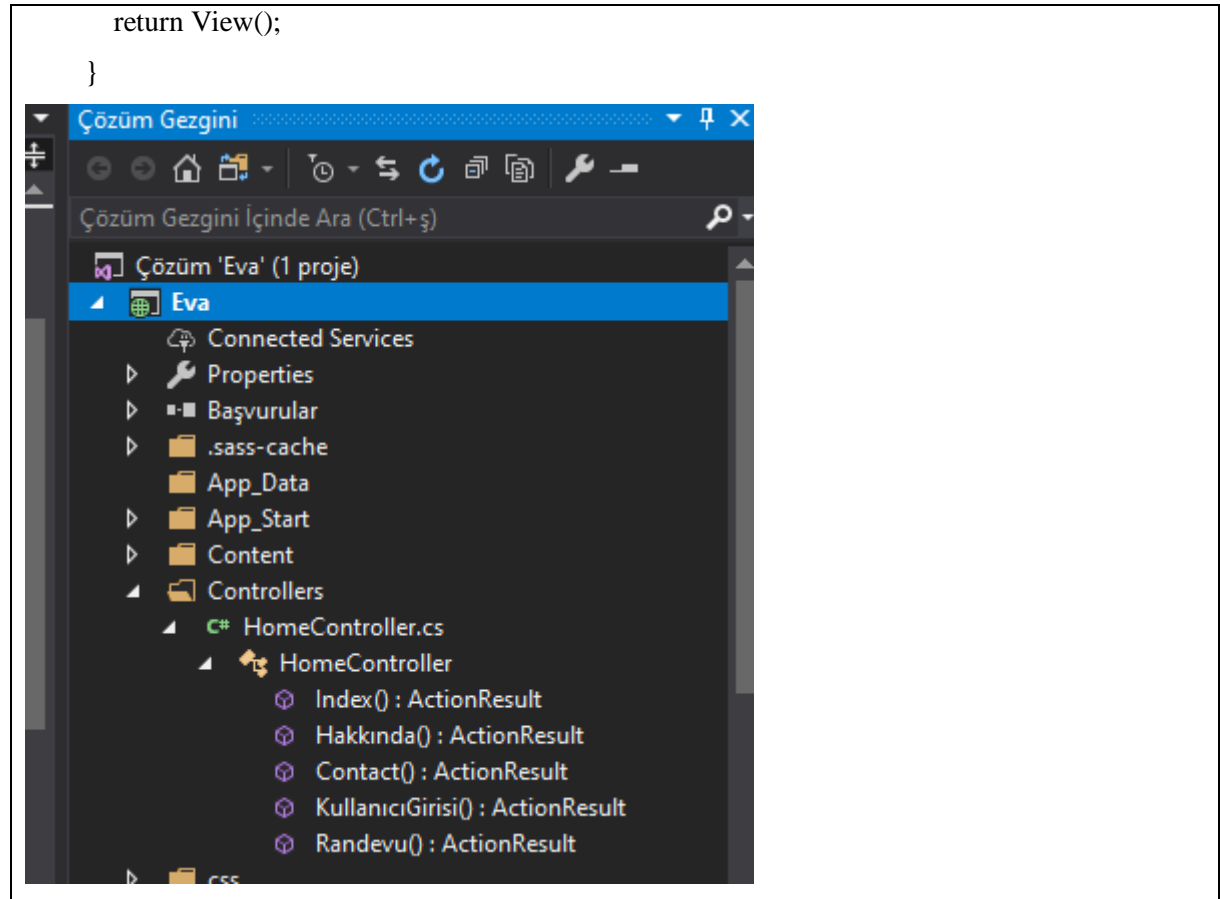 return View();
}
Çözüm Gezgini
Çözüm Gezgini İçinde Ara (Ctrl+ş)
Çözüm 'Eva' (1 proje)
Eva
Connected Services
Properties
Başvurular
.sass-cache
App_Data
App_Start
Content
Controllers
C# HomeController.cs
HomeController
Index() : ActionResult
Hakkında() : ActionResult
Contact() : ActionResult
KullanıcıGirisi() : ActionResult
Randevu() : ActionResult
css